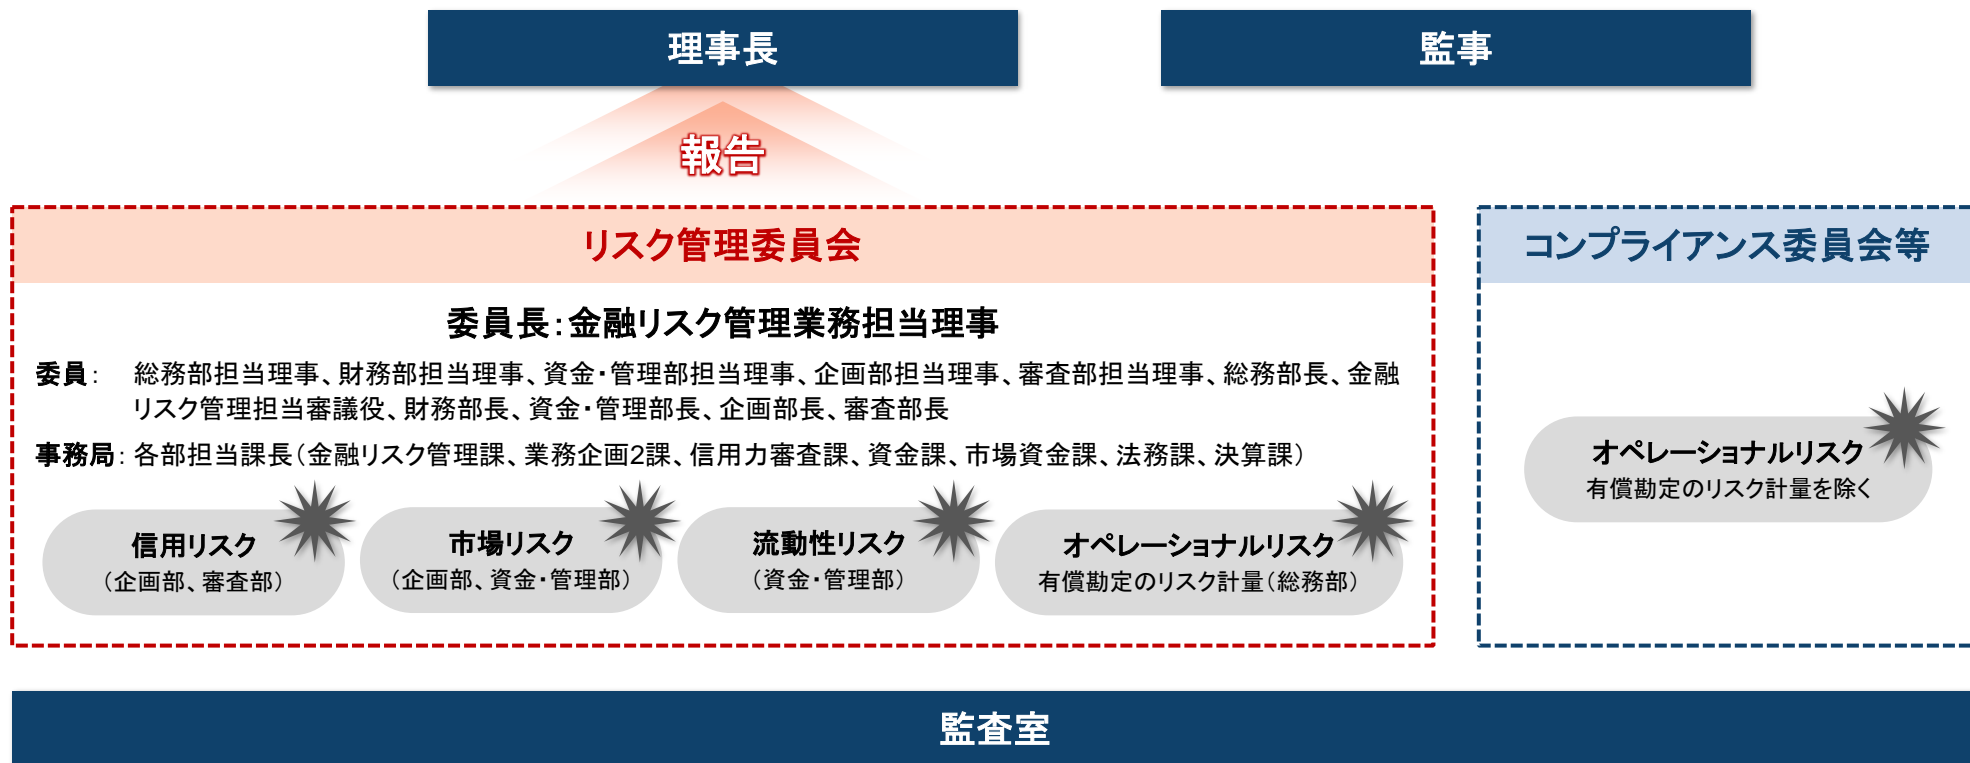 理事長
監事
報告
リスク管理委員会
コンプライアンス委員会等
委員長：金融リスク管理業務担当理事
委員： 総務部担当理事、財務部担当理事、資金・管理部担当理事、企画部担当理事、審査部担当理事、総務部長、金融
リスク管理担当審議役、財務部長、資金・管理部長、企画部長、審査部長
事務局：各部担当課長（金融リスク管理課、業務企画2課、信用力審査課、資金課、市場資金課、法務課、決算課）
信用リスク
（企画部、審査部）
市場リスク
（企画部、資金・管理部）
流動性リスク
（資金・管理部）
オペレーショナルリスク
有償勘定のリスク計量（総務部）
オペレーショナルリスク
有償勘定のリスク計量を除く
監査室